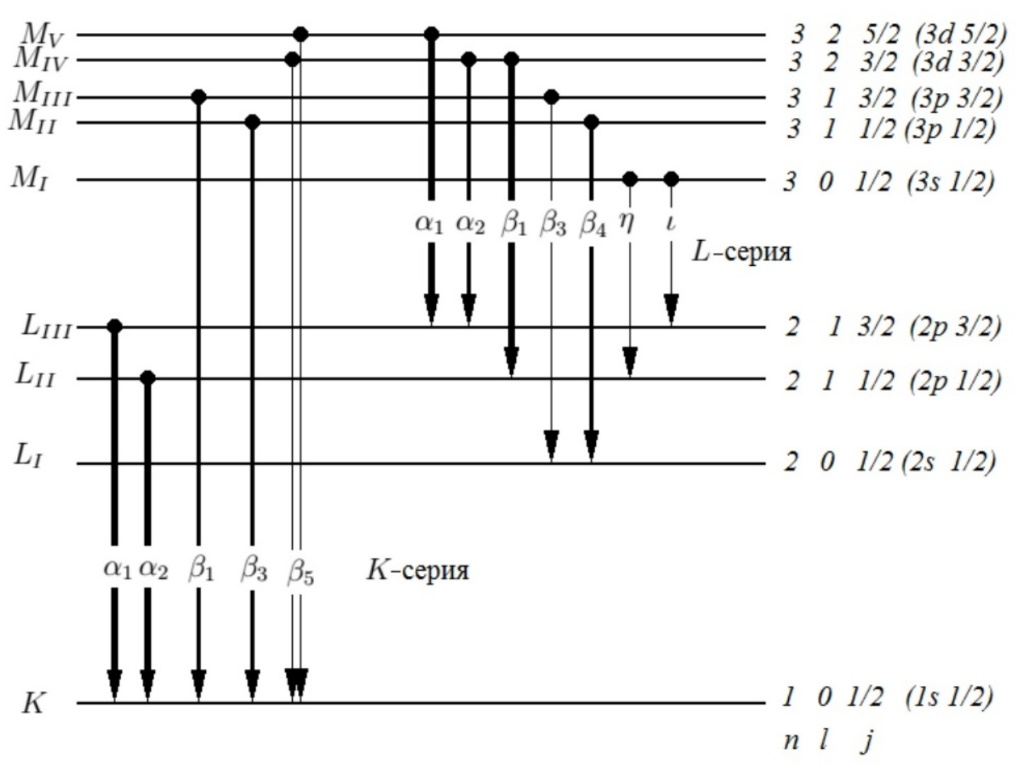 M_V 3 2 5/2 (3d 5/2)
M_IV 3 2 3/2 (3d 3/2)
M_III 3 1 3/2 (3p 3/2)
M_II 3 1 1/2 (3p 1/2)
M_I 3 0 1/2 (3s 1/2)
α₁ α₂ β₁ β₃ β₄ η ι
L-серия
L_III 2 1 3/2 (2p 3/2)
L_II 2 1 1/2 (2p 1/2)
L_I 2 0 1/2 (2s 1/2)
α₁ α₂ β₁ β₃ β₅ K-серия
K 1 0 1/2 (1s 1/2)
n l j